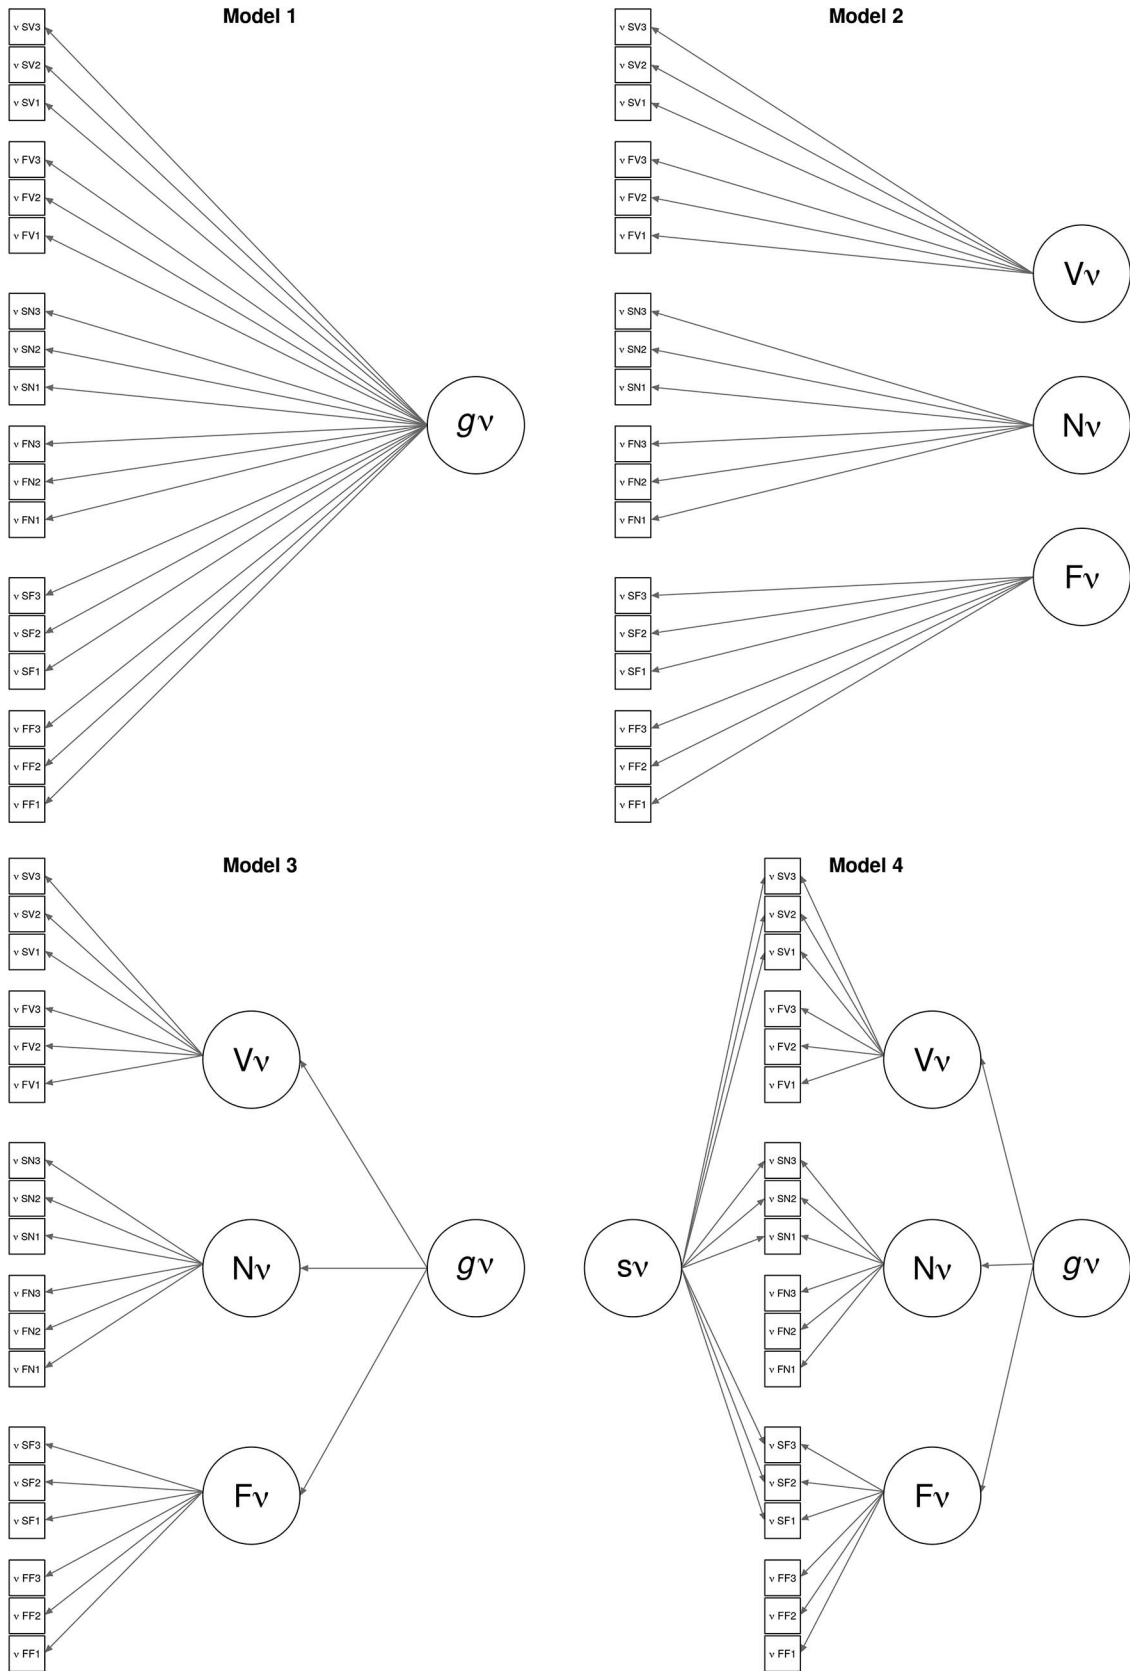 Model 1
ν SV3
ν SV2
ν SV1
ν FV3
ν FV2
ν FV1
ν SN3
ν SN2
ν SN1
ν FN3
ν FN2
ν FN1
ν SF3
ν SF2
ν SF1
ν FF3
ν FF2
ν FF1
gν
Model 2
ν SV3
ν SV2
ν SV1
ν FV3
ν FV2
ν FV1
ν SN3
ν SN2
ν SN1
ν FN3
ν FN2
ν FN1
ν SF3
ν SF2
ν SF1
ν FF3
ν FF2
ν FF1
Vν
Nν
Fν
Model 3
ν SV3
ν SV2
ν SV1
ν FV3
ν FV2
ν FV1
ν SN3
ν SN2
ν SN1
ν FN3
ν FN2
ν FN1
ν SF3
ν SF2
ν SF1
ν FF3
ν FF2
ν FF1
Vν
Nν
Fν
gν
Model 4
sν
ν SV3
ν SV2
ν SV1
ν FV3
ν FV2
ν FV1
ν SN3
ν SN2
ν SN1
ν FN3
ν FN2
ν FN1
ν SF3
ν SF2
ν SF1
ν FF3
ν FF2
ν FF1
Vν
Nν
Fν
gν